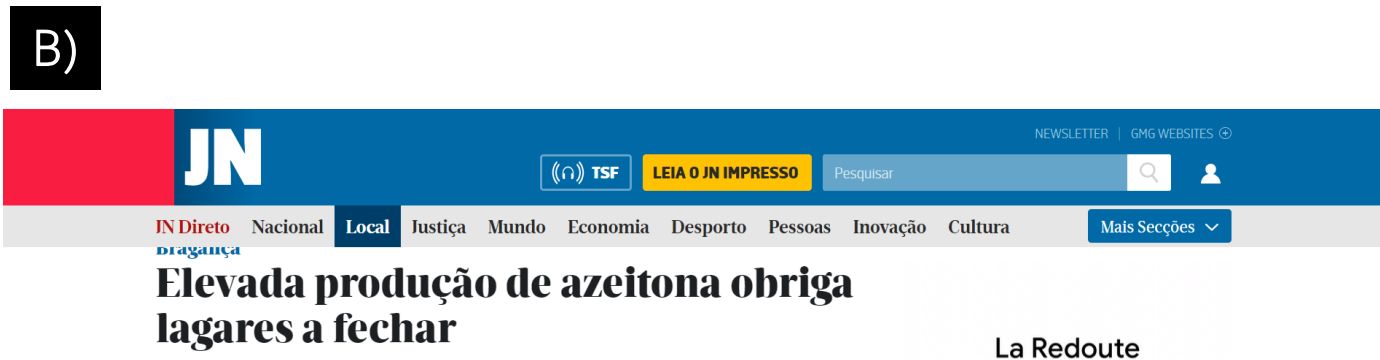 B)
NEWSLETTER | GMG WEBSITES
JN
TSF
LEIA O JN IMPRESSO
Pesquisar
JN Direto Nacional Local Justiça Mundo Economia Desporto Pessoas Inovação Cultura Mais Secções
Bragança
Elevada produção de azeitona obriga
lagares a fechar
La Redoute